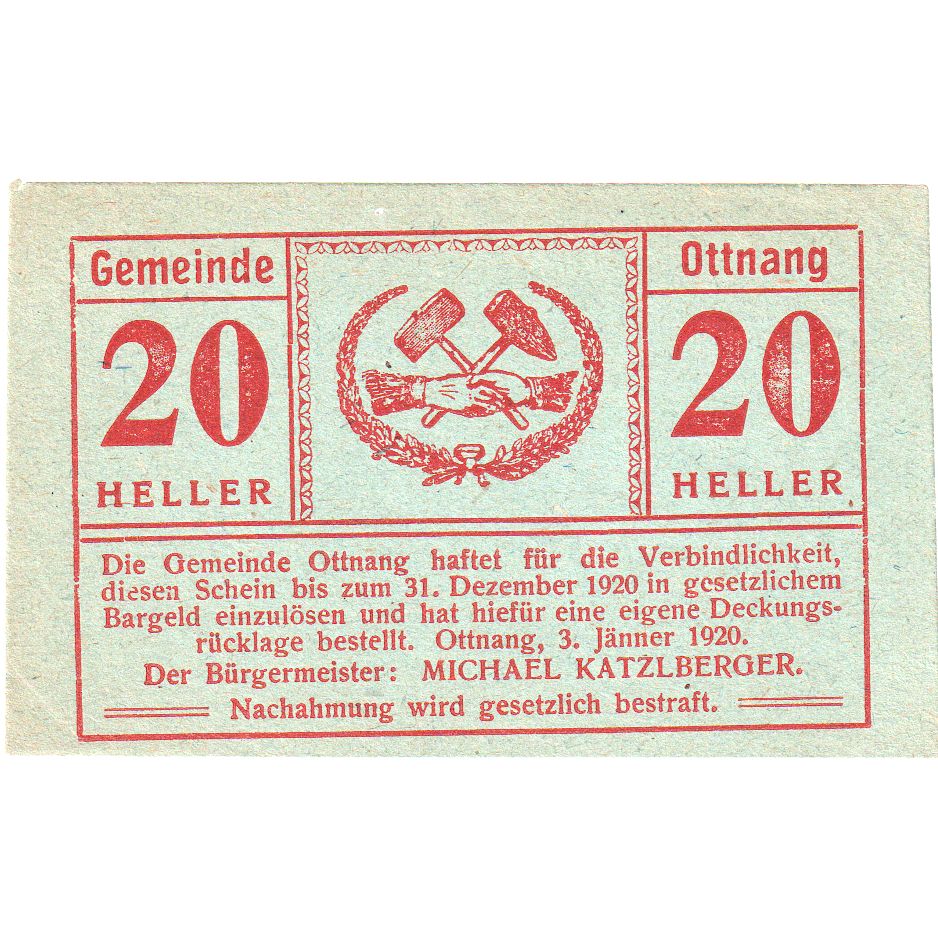 Gemeinde
Ottnang
20
20
HELLER
HELLER
Die Gemeinde Ottnang haftet für die Verbindlichkeit,
diesen Schein bis zum 31. Dezember 1920 in gesetzlichem
Bargeld einzulösen und hat hiefür eine eigene Deckungs-
rücklage bestellt. Ottnang, 3. Jänner 1920.
Der Bürgermeister: MICHAEL KATZLBERGER.
Nachahmung wird gesetzlich bestraft.